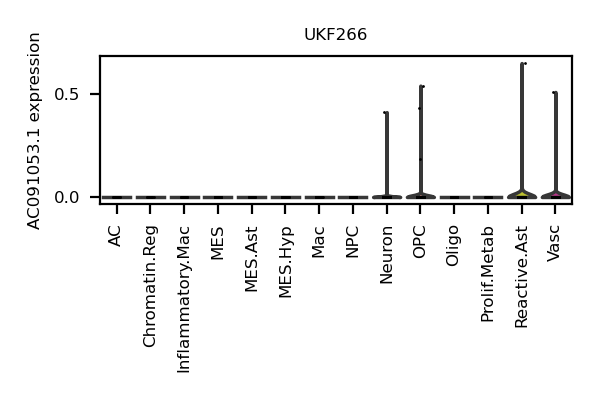 UKF266
AC091053.1 expression
0.5
0.0
AC
Chromatin.Reg
Inflammatory.Mac
MES
MES.Ast
MES.Hyp
Mac
NPC
Neuron
OPC
Oligo
Prolif.Metab
Reactive.Ast
Vasc